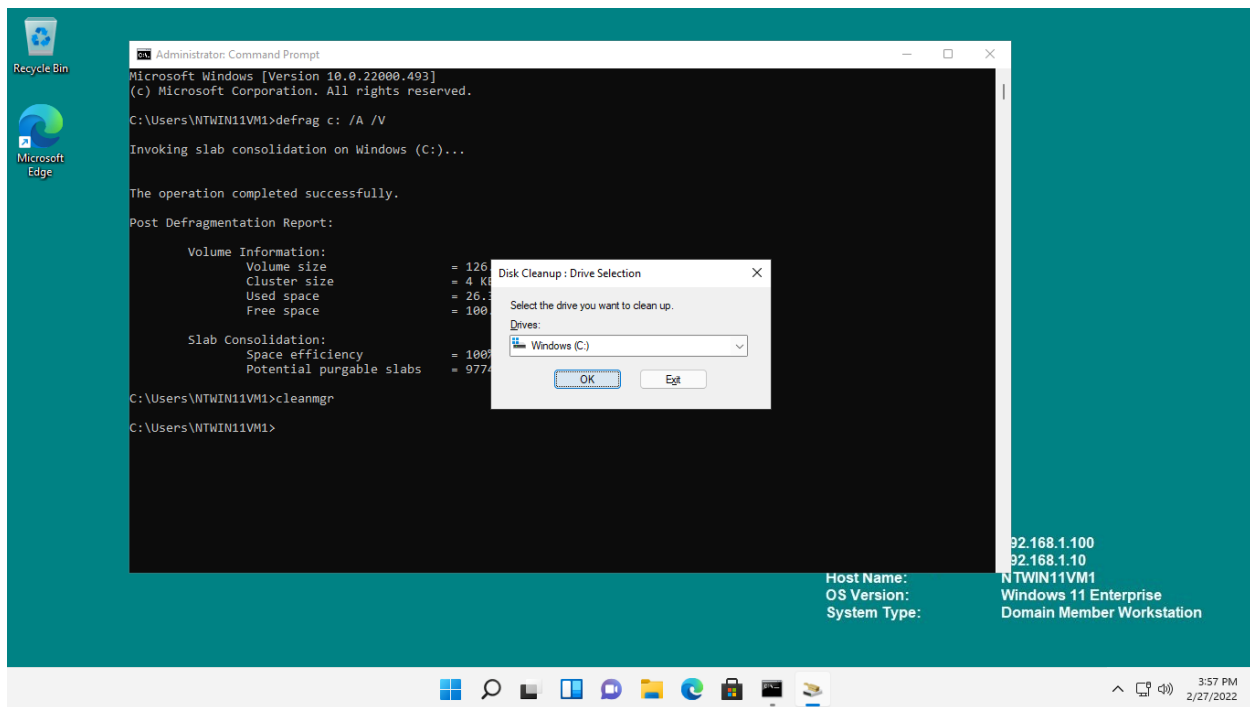 Recycle Bin
Microsoft
Edge
Administrator: Command Prompt
Microsoft Windows [Version 10.0.22000.493]
(c) Microsoft Corporation. All rights reserved.
C:\Users\NTWIN11VM1>defrag c: /A /V
Invoking slab consolidation on Windows (C:)...
The operation completed successfully.
Post Defragmentation Report:
Volume Information:
Volume size = 126
Cluster size = 4 K
Used space = 26.
Free space = 100
Slab Consolidation:
Space efficiency = 100%
Potential purgable slabs = 977
C:\Users\NTWIN11VM1>cleanmgr
C:\Users\NTWIN11VM1>
Disk Cleanup : Drive Selection
Select the drive you want to clean up.
Drives:
Windows (C:)
OK Exit
92.168.1.100
92.168.1.10
Host Name: NTWIN11VM1
OS Version: Windows 11 Enterprise
System Type: Domain Member Workstation
3:57 PM
2/27/2022